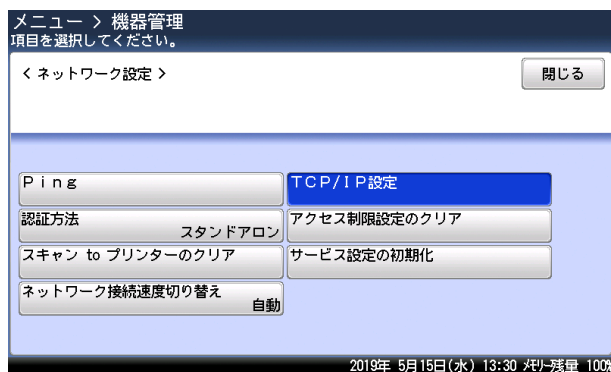 メニュー > 機器管理
項目を選択してください。
< ネットワーク設定 >
閉じる
Ｐｉｎｇ
ＴＣＰ/ＩＰ設定
認証方法
スタンドアロン
アクセス制限設定のクリア
スキャン to プリンターのクリア
サービス設定の初期化
ネットワーク接続速度切り替え
自動
2019年 5月15日(水) 13:30 ﾒﾓﾘｰ残量 100%